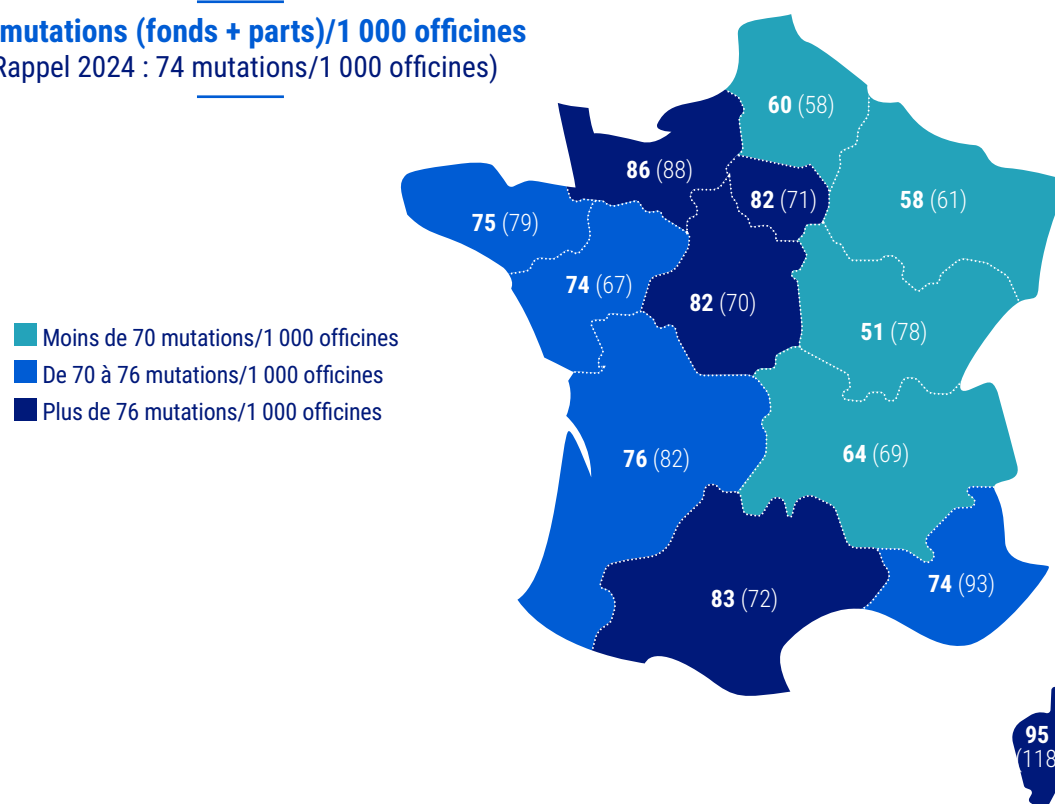 mutations (fonds + parts)/1 000 officines
Rappel 2024 : 74 mutations/1 000 officines)
60 (58)
86 (88)
82 (71)
58 (61)
75 (79)
74 (67)
82 (70)
51 (78)
Moins de 70 mutations/1 000 officines
De 70 à 76 mutations/1 000 officines
Plus de 76 mutations/1 000 officines
76 (82)
64 (69)
74 (93)
83 (72)
95
(118